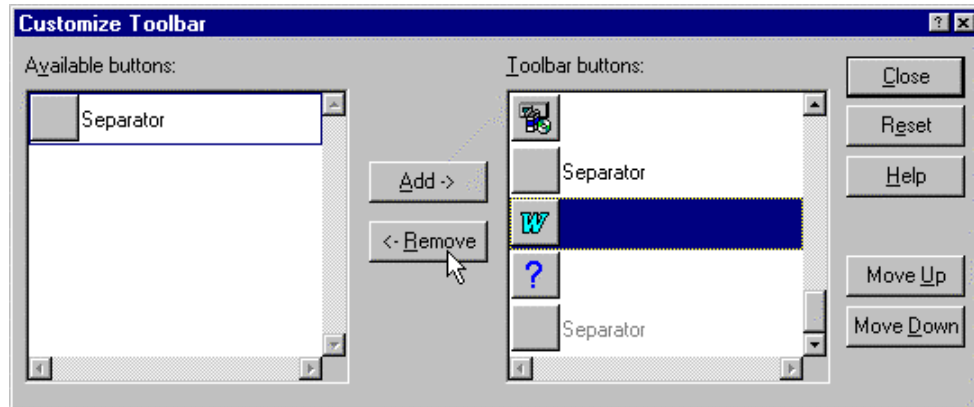 Customize Toolbar
Available buttons:
Separator
Add ->
<- Remove
Toolbar buttons:
Separator
W
?
Separator
Close
Reset
Help
Move Up
Move Down